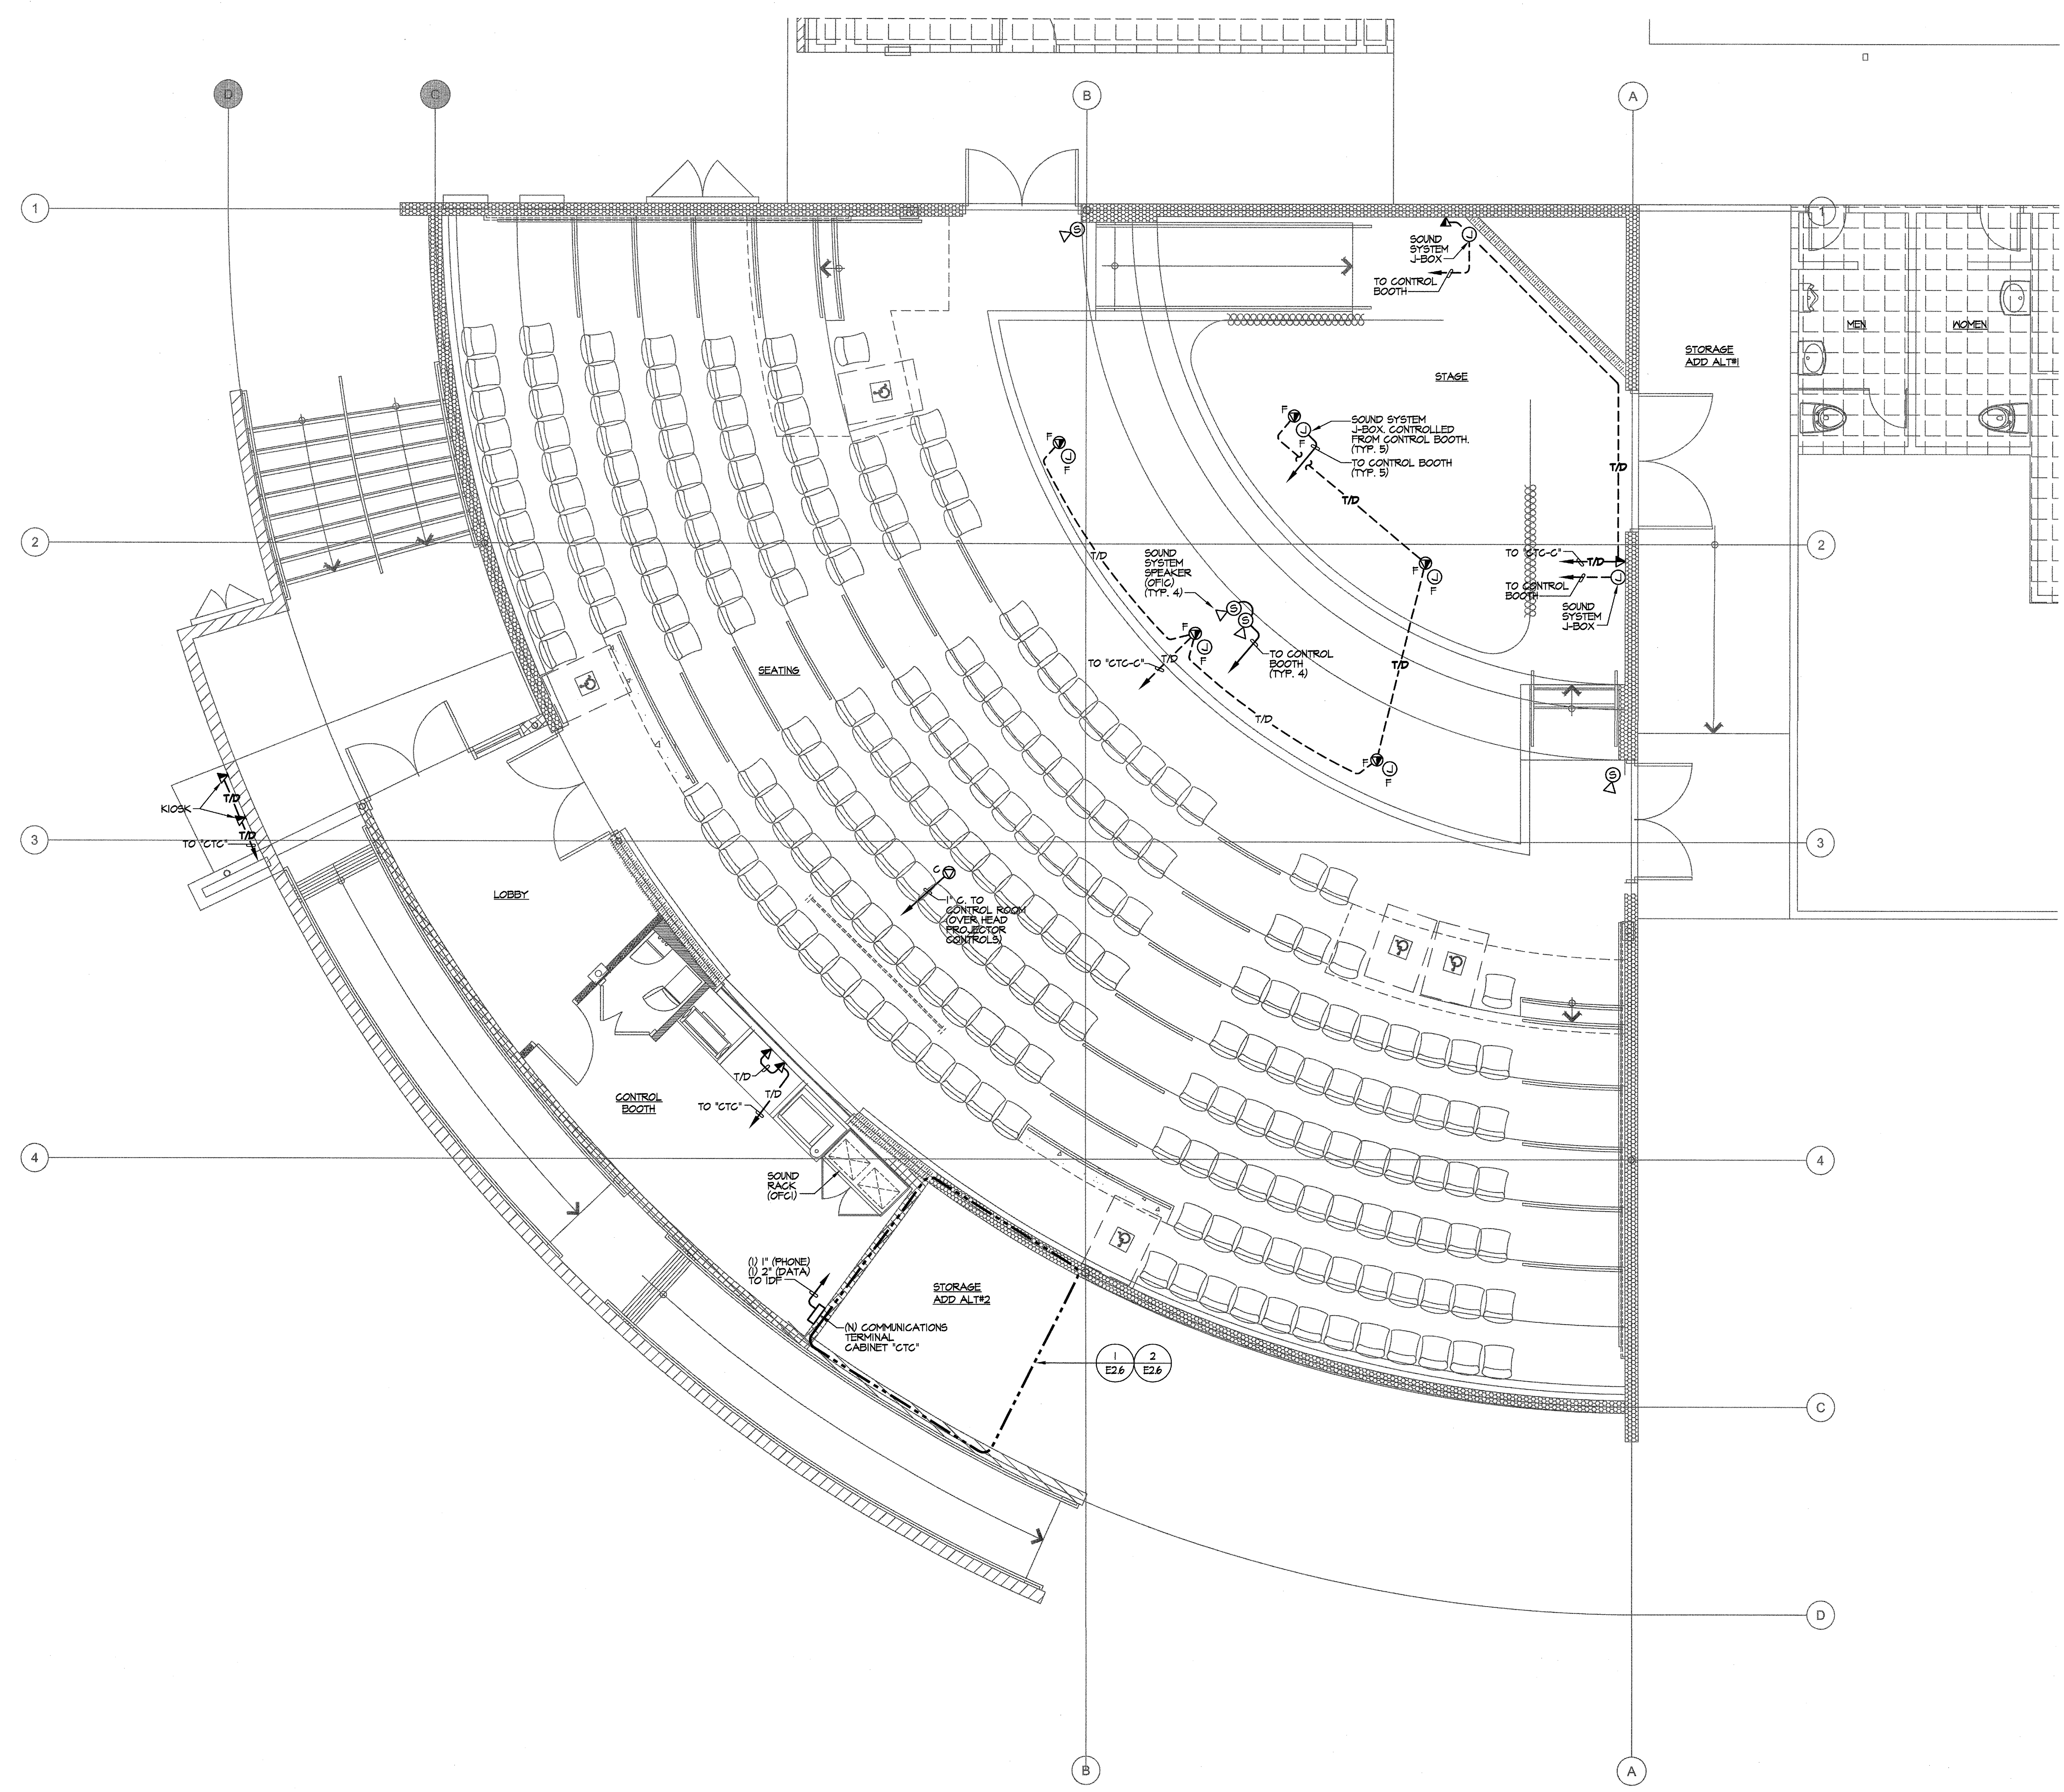 D
C
B
A
1
1
SOUND
SYSTEM
J-BOX
TO CONTROL
BOOTH
MEN
WOMEN
STORAGE
ADD ALT#1
STAGE
F
J
F
SOUND SYSTEM
J-BOX. CONTROLLED
FROM CONTROL BOOTH.
(TYP. 5)
TO CONTROL BOOTH
(TYP. 5)
F
J
F
T/D
T/D
2
2
T/D
SOUND
SYSTEM
SPEAKER
(OFIC)
(TYP. 4)
TO "CTC-C"
T/D
TO CONTROL
BOOTH
SOUND
SYSTEM
J-BOX
J
F
J
F
S
S
S
S
J
J
F
J
F
TO CONTROL
BOOTH
(TYP. 4)
TO "CTC-C"
T/D
T/D
T/D
SEATING
F
J
F
KIOSK
T/D
T/D
TO "CTC"
3
3
LOBBY
C
1" C. TO
CONTROL ROOM
(OVER HEAD
PROJECTOR
CONTROLS)
T/D
T/D
TO "CTC"
CONTROL
BOOTH
4
4
SOUND
RACK
(OFCI)
(1) 1" (PHONE)
(1) 2" (DATA)
TO IDF
STORAGE
ADD ALT#2
(N) COMMUNICATIONS
TERMINAL
CABINET "CTC"
1
E2.6
2
E2.6
C
D
B
A